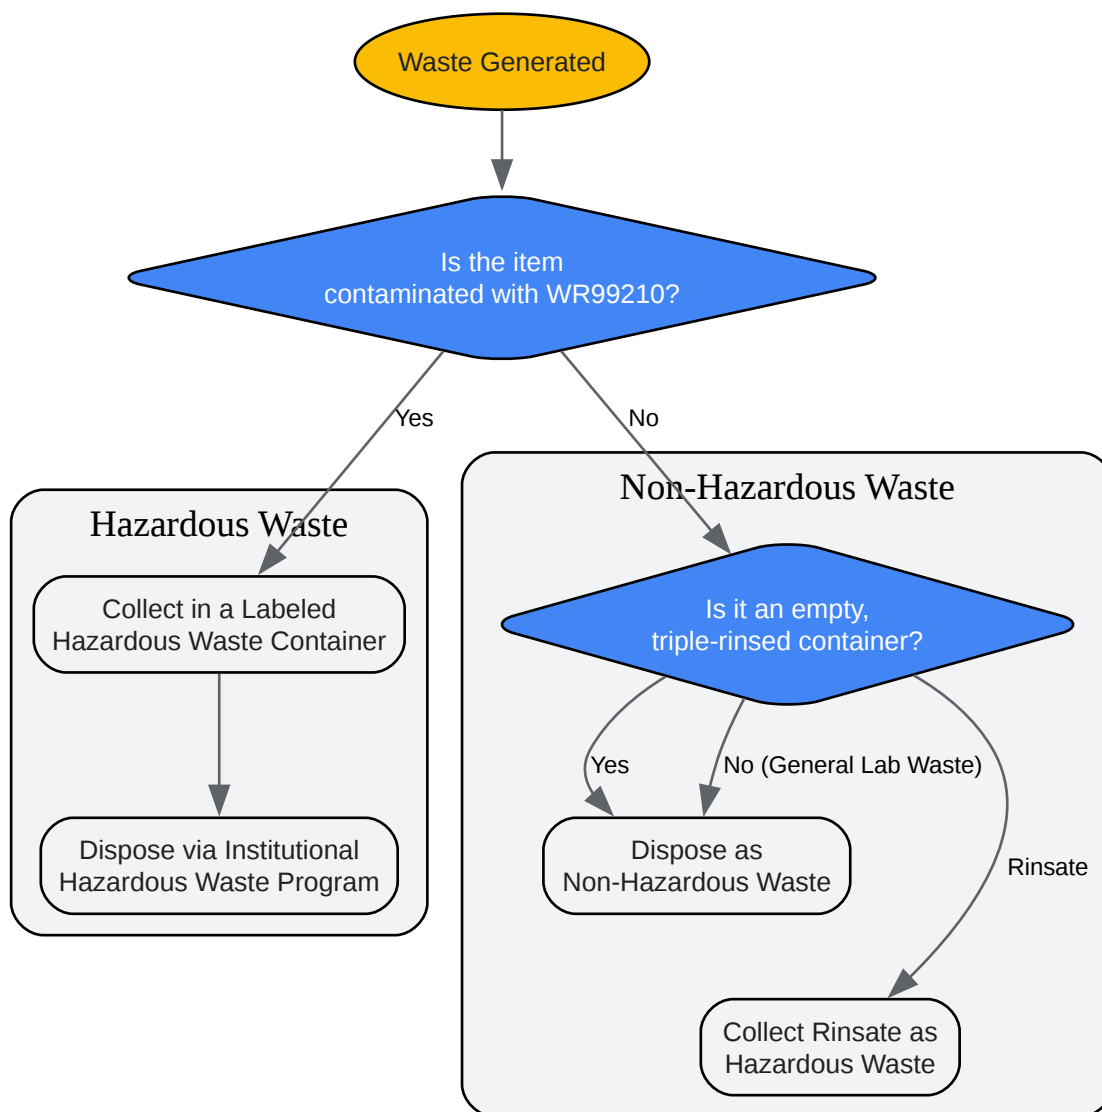 Waste Generated
Is the item
contaminated with WR99210?
Yes
No
Hazardous Waste
Collect in a Labeled
Hazardous Waste Container
Dispose via Institutional
Hazardous Waste Program
Non-Hazardous Waste
Is it an empty,
triple-rinsed container?
Yes
No (General Lab Waste)
Rinsate
Dispose as
Non-Hazardous Waste
Collect Rinsate as
Hazardous Waste